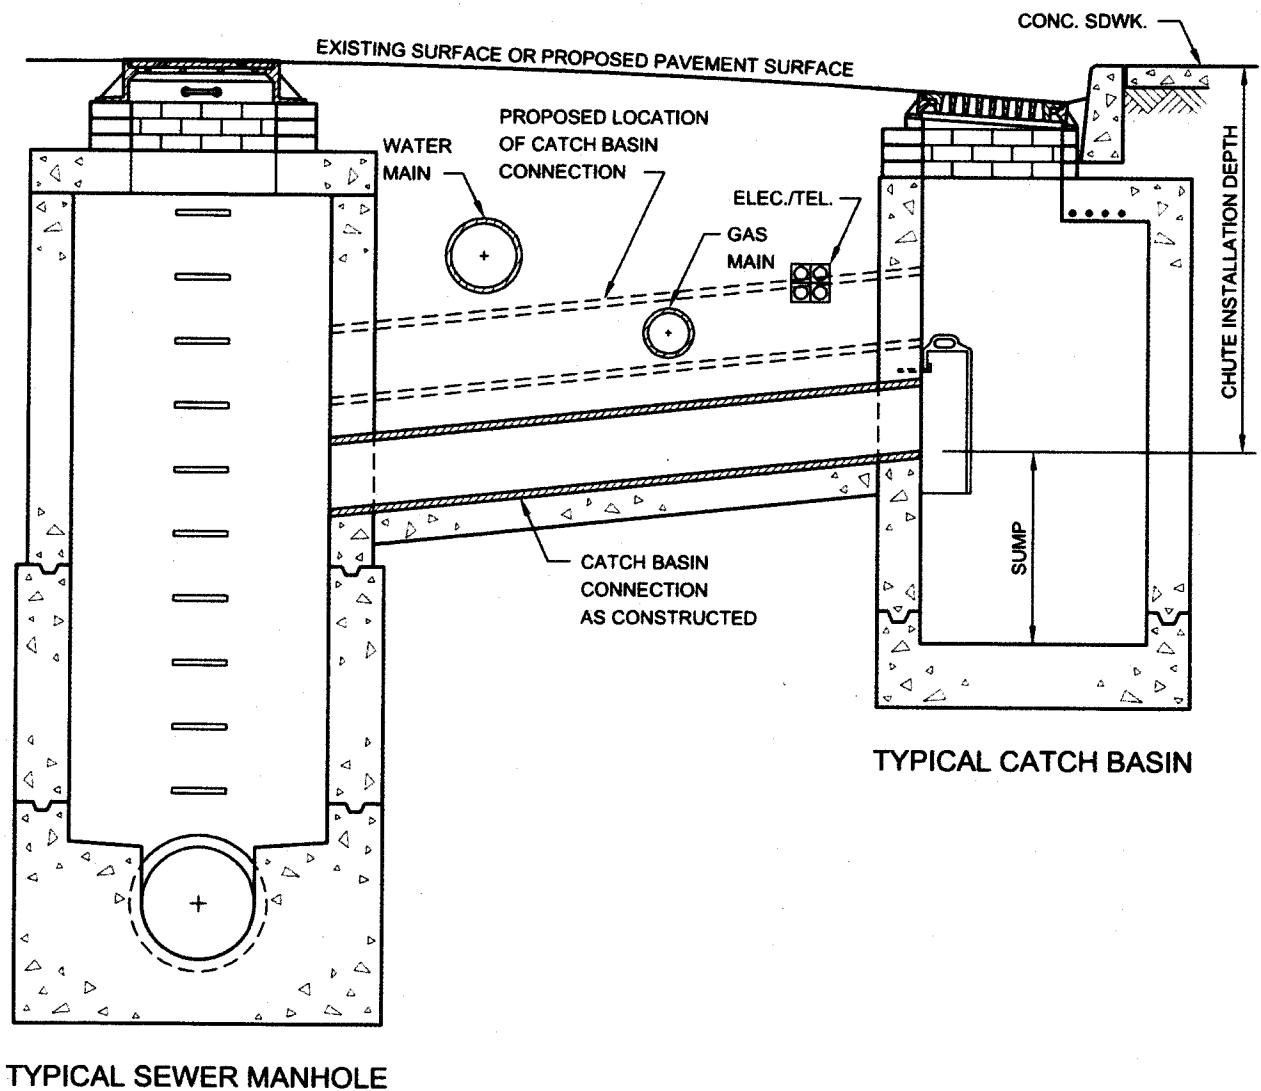 CONC. SDWK.
EXISTING SURFACE OR PROPOSED PAVEMENT SURFACE
PROPOSED LOCATION
OF CATCH BASIN
CONNECTION
WATER
MAIN
ELEC./TEL.
GAS
MAIN
CHUTE INSTALLATION DEPTH
SUMP
CATCH BASIN
CONNECTION
AS CONSTRUCTED
TYPICAL CATCH BASIN
TYPICAL SEWER MANHOLE